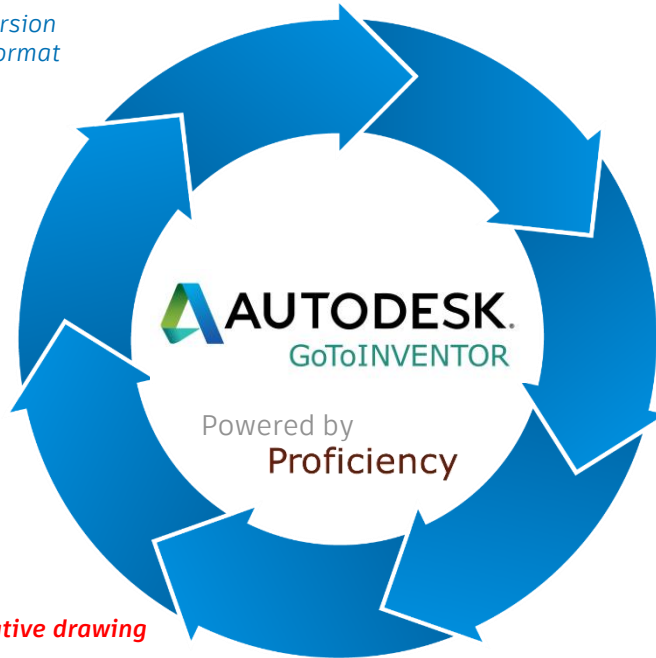 rsion
ormat
AUTODESK.
GoToINVENTOR
Powered by
Proficiency
tive drawing